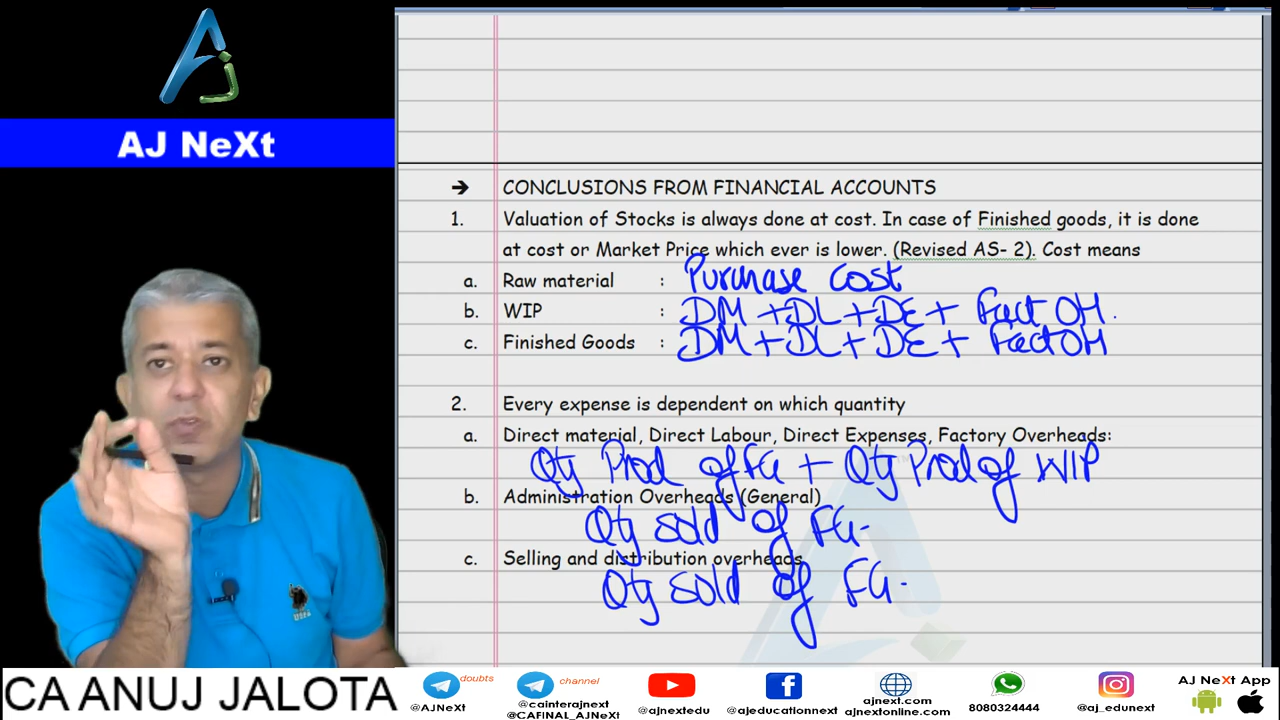 AJ NeXt
➔ CONCLUSIONS FROM FINANCIAL ACCOUNTS
1. Valuation of Stocks is always done at cost. In case of Finished goods, it is done
at cost or Market Price which ever is lower. (Revised AS- 2). Cost means
a. Raw material : Purchase Cost
b. WIP : DM + DL + DE + Fact OH.
c. Finished Goods : DM + DL + DE + Fact OH
2. Every expense is dependent on which quantity
a. Direct material, Direct Labour, Direct Expenses, Factory Overheads:
Qty Prod of FG + Qty Prod of WIP
b. Administration Overheads (General)
Qty sold of FG.
c. Selling and distribution overheads
Qty sold of FG.
CA ANUJ JALOTA
doubts
@AJNeXt
channel
@cainterajnext
@CAFINAL_AJNeXt
@ajnextedu
@ajeducationnext
ajnext.com
ajnextonline.com
8080324444
@aj_edunext
AJ NeXt App